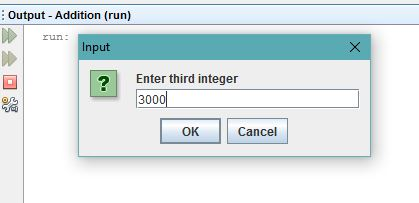 Output - Addition (run)
run:
Input
Enter third integer
3000
OK
Cancel